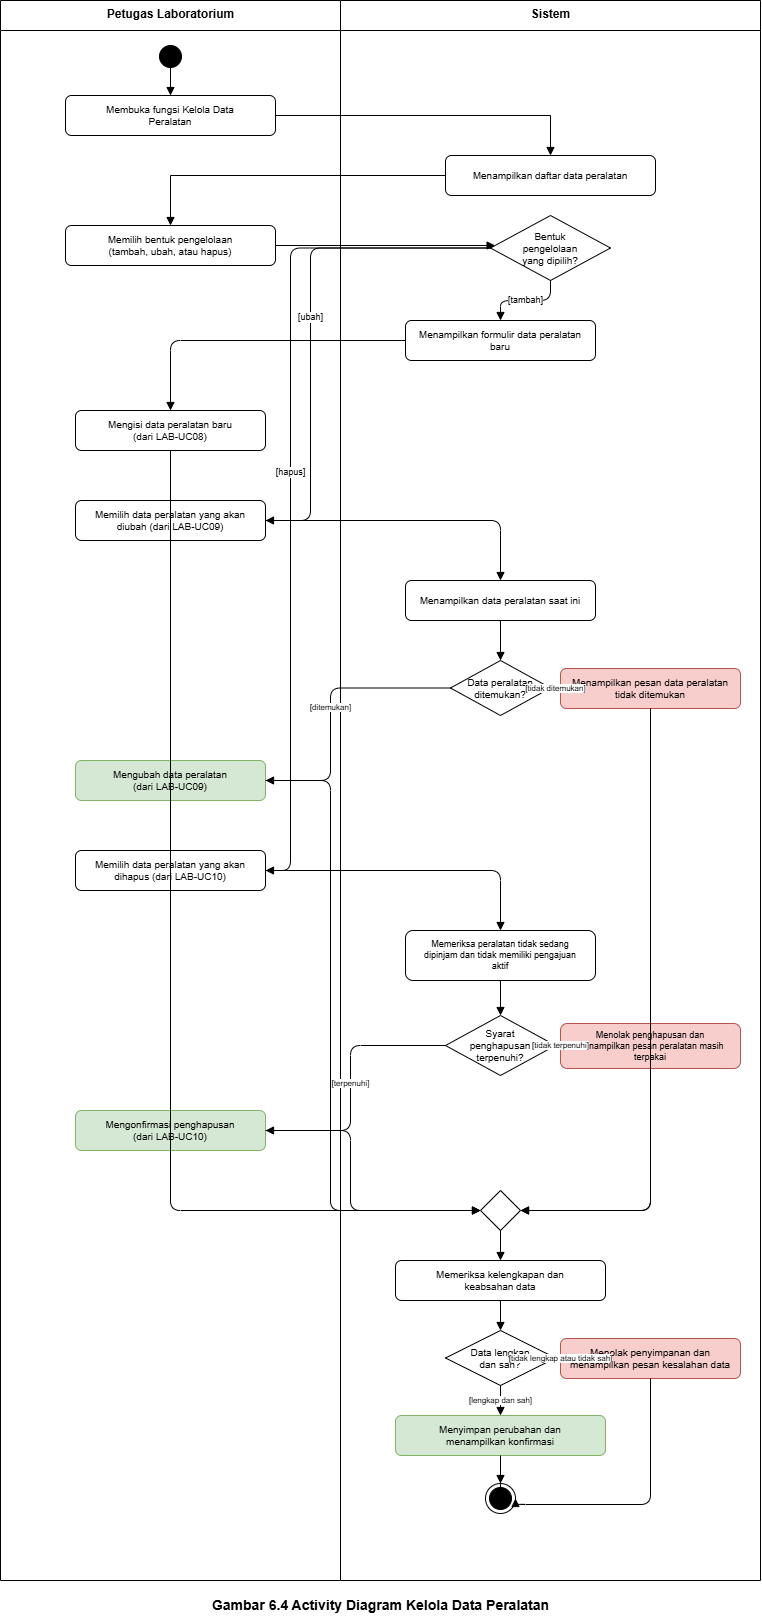 Petugas Laboratorium
Sistem
Membuka fungsi Kelola Data
Peralatan
Menampilkan daftar data peralatan
Memilih bentuk pengelolaan
(tambah, ubah, atau hapus)
Bentuk
pengelolaan
yang dipilih?
[tambah]
[ubah]
Menampilkan formulir data peralatan
baru
Mengisi data peralatan baru
(dari LAB-UC08)
[hapus]
Memilih data peralatan yang akan
diubah (dari LAB-UC09)
Menampilkan data peralatan saat ini
Data peralatan
ditemukan?
[tidak ditemukan]
Menampilkan pesan data peralatan
tidak ditemukan
[ditemukan]
Mengubah data peralatan
(dari LAB-UC09)
Memilih data peralatan yang akan
dihapus (dari LAB-UC10)
Memeriksa peralatan tidak sedang
dipinjam dan tidak memiliki pengajuan
aktif
Syarat
penghapusan
terpenuhi?
[tidak terpenuhi]
Menolak penghapusan dan
nampilkan pesan peralatan masih
terpakai
[terpenuhi]
Mengonfirmasi penghapusan
(dari LAB-UC10)
Memeriksa kelengkapan dan
keabsahan data
Data lengkap
dan sah?
[tidak lengkap atau tidak sah]
Menolak penyimpanan dan
menampilkan pesan kesalahan data
[lengkap dan sah]
Menyimpan perubahan dan
menampilkan konfirmasi
Gambar 6.4 Activity Diagram Kelola Data Peralatan